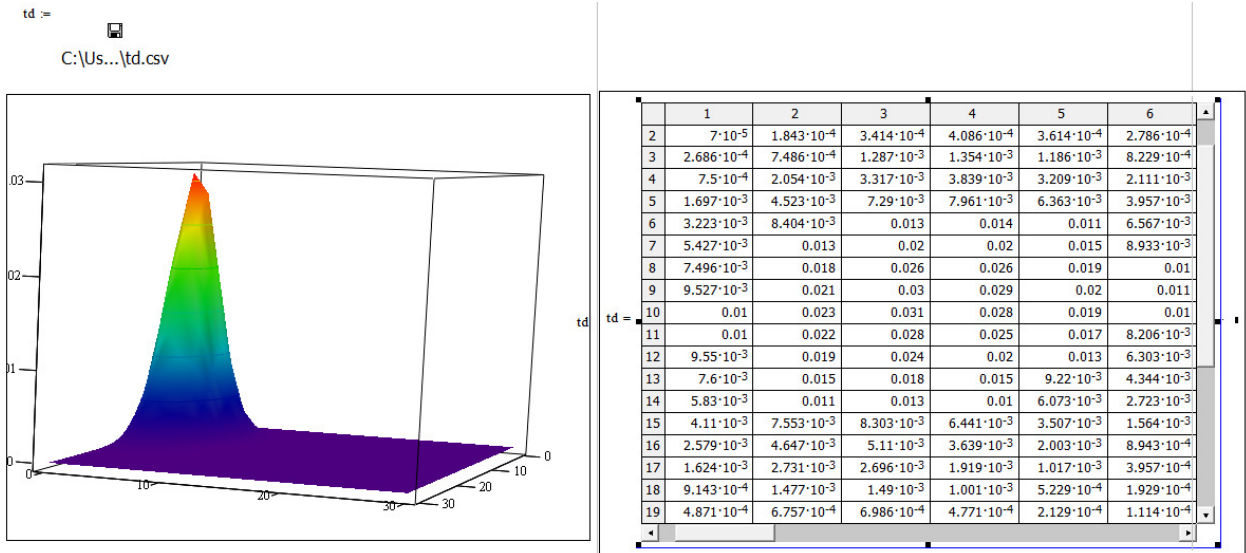 td :=
C:\Us...\td.csv
.03
02
01
0
0
10
20
30
30
20
10
0
td
td =
1 2 3 4 5 6
2 7·10-5 1.843·10-4 3.414·10-4 4.086·10-4 3.614·10-4 2.786·10-4
3 2.686·10-4 7.486·10-4 1.287·10-3 1.354·10-3 1.186·10-3 8.229·10-4
4 7.5·10-4 2.054·10-3 3.317·10-3 3.839·10-3 3.209·10-3 2.111·10-3
5 1.697·10-3 4.523·10-3 7.29·10-3 7.961·10-3 6.363·10-3 3.957·10-3
6 3.223·10-3 8.404·10-3 0.013 0.014 0.011 6.567·10-3
7 5.427·10-3 0.013 0.02 0.02 0.015 8.933·10-3
8 7.496·10-3 0.018 0.026 0.026 0.019 0.01
9 9.527·10-3 0.021 0.03 0.029 0.02 0.011
10 0.01 0.023 0.031 0.028 0.019 0.01
11 0.01 0.022 0.028 0.025 0.017 8.206·10-3
12 9.55·10-3 0.019 0.024 0.02 0.013 6.303·10-3
13 7.6·10-3 0.015 0.018 0.015 9.22·10-3 4.344·10-3
14 5.83·10-3 0.011 0.013 0.01 6.073·10-3 2.723·10-3
15 4.11·10-3 7.553·10-3 8.303·10-3 6.441·10-3 3.507·10-3 1.564·10-3
16 2.579·10-3 4.647·10-3 5.11·10-3 3.639·10-3 2.003·10-3 8.943·10-4
17 1.624·10-3 2.731·10-3 2.696·10-3 1.919·10-3 1.017·10-3 3.957·10-4
18 9.143·10-4 1.477·10-3 1.49·10-3 1.001·10-3 5.229·10-4 1.929·10-4
19 4.871·10-4 6.757·10-4 6.986·10-4 4.771·10-4 2.129·10-4 1.114·10-4